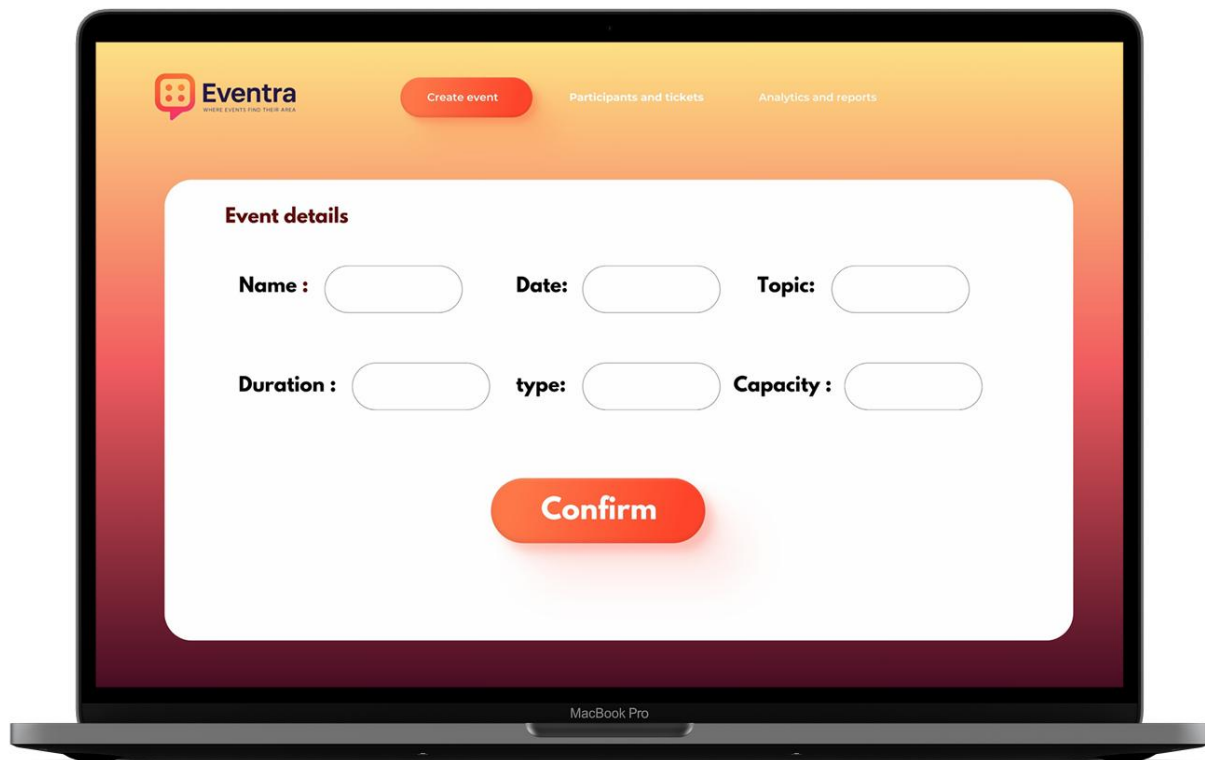 Eventra
WHERE EVENTS FIND THEIR AREA
Create event Participants and tickets Analytics and reports
Event details
Name : Date: Topic:
Duration : type: Capacity :
Confirm
MacBook Pro